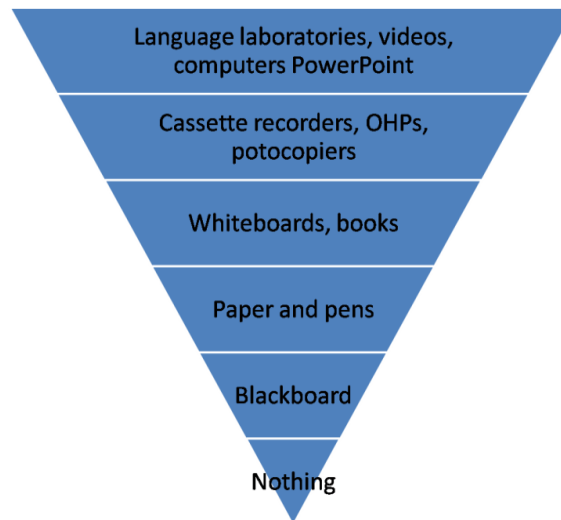 Language laboratories, videos,
computers PowerPoint
Cassette recorders, OHPs,
potocopiers
Whiteboards, books
Paper and pens
Blackboard
Nothing